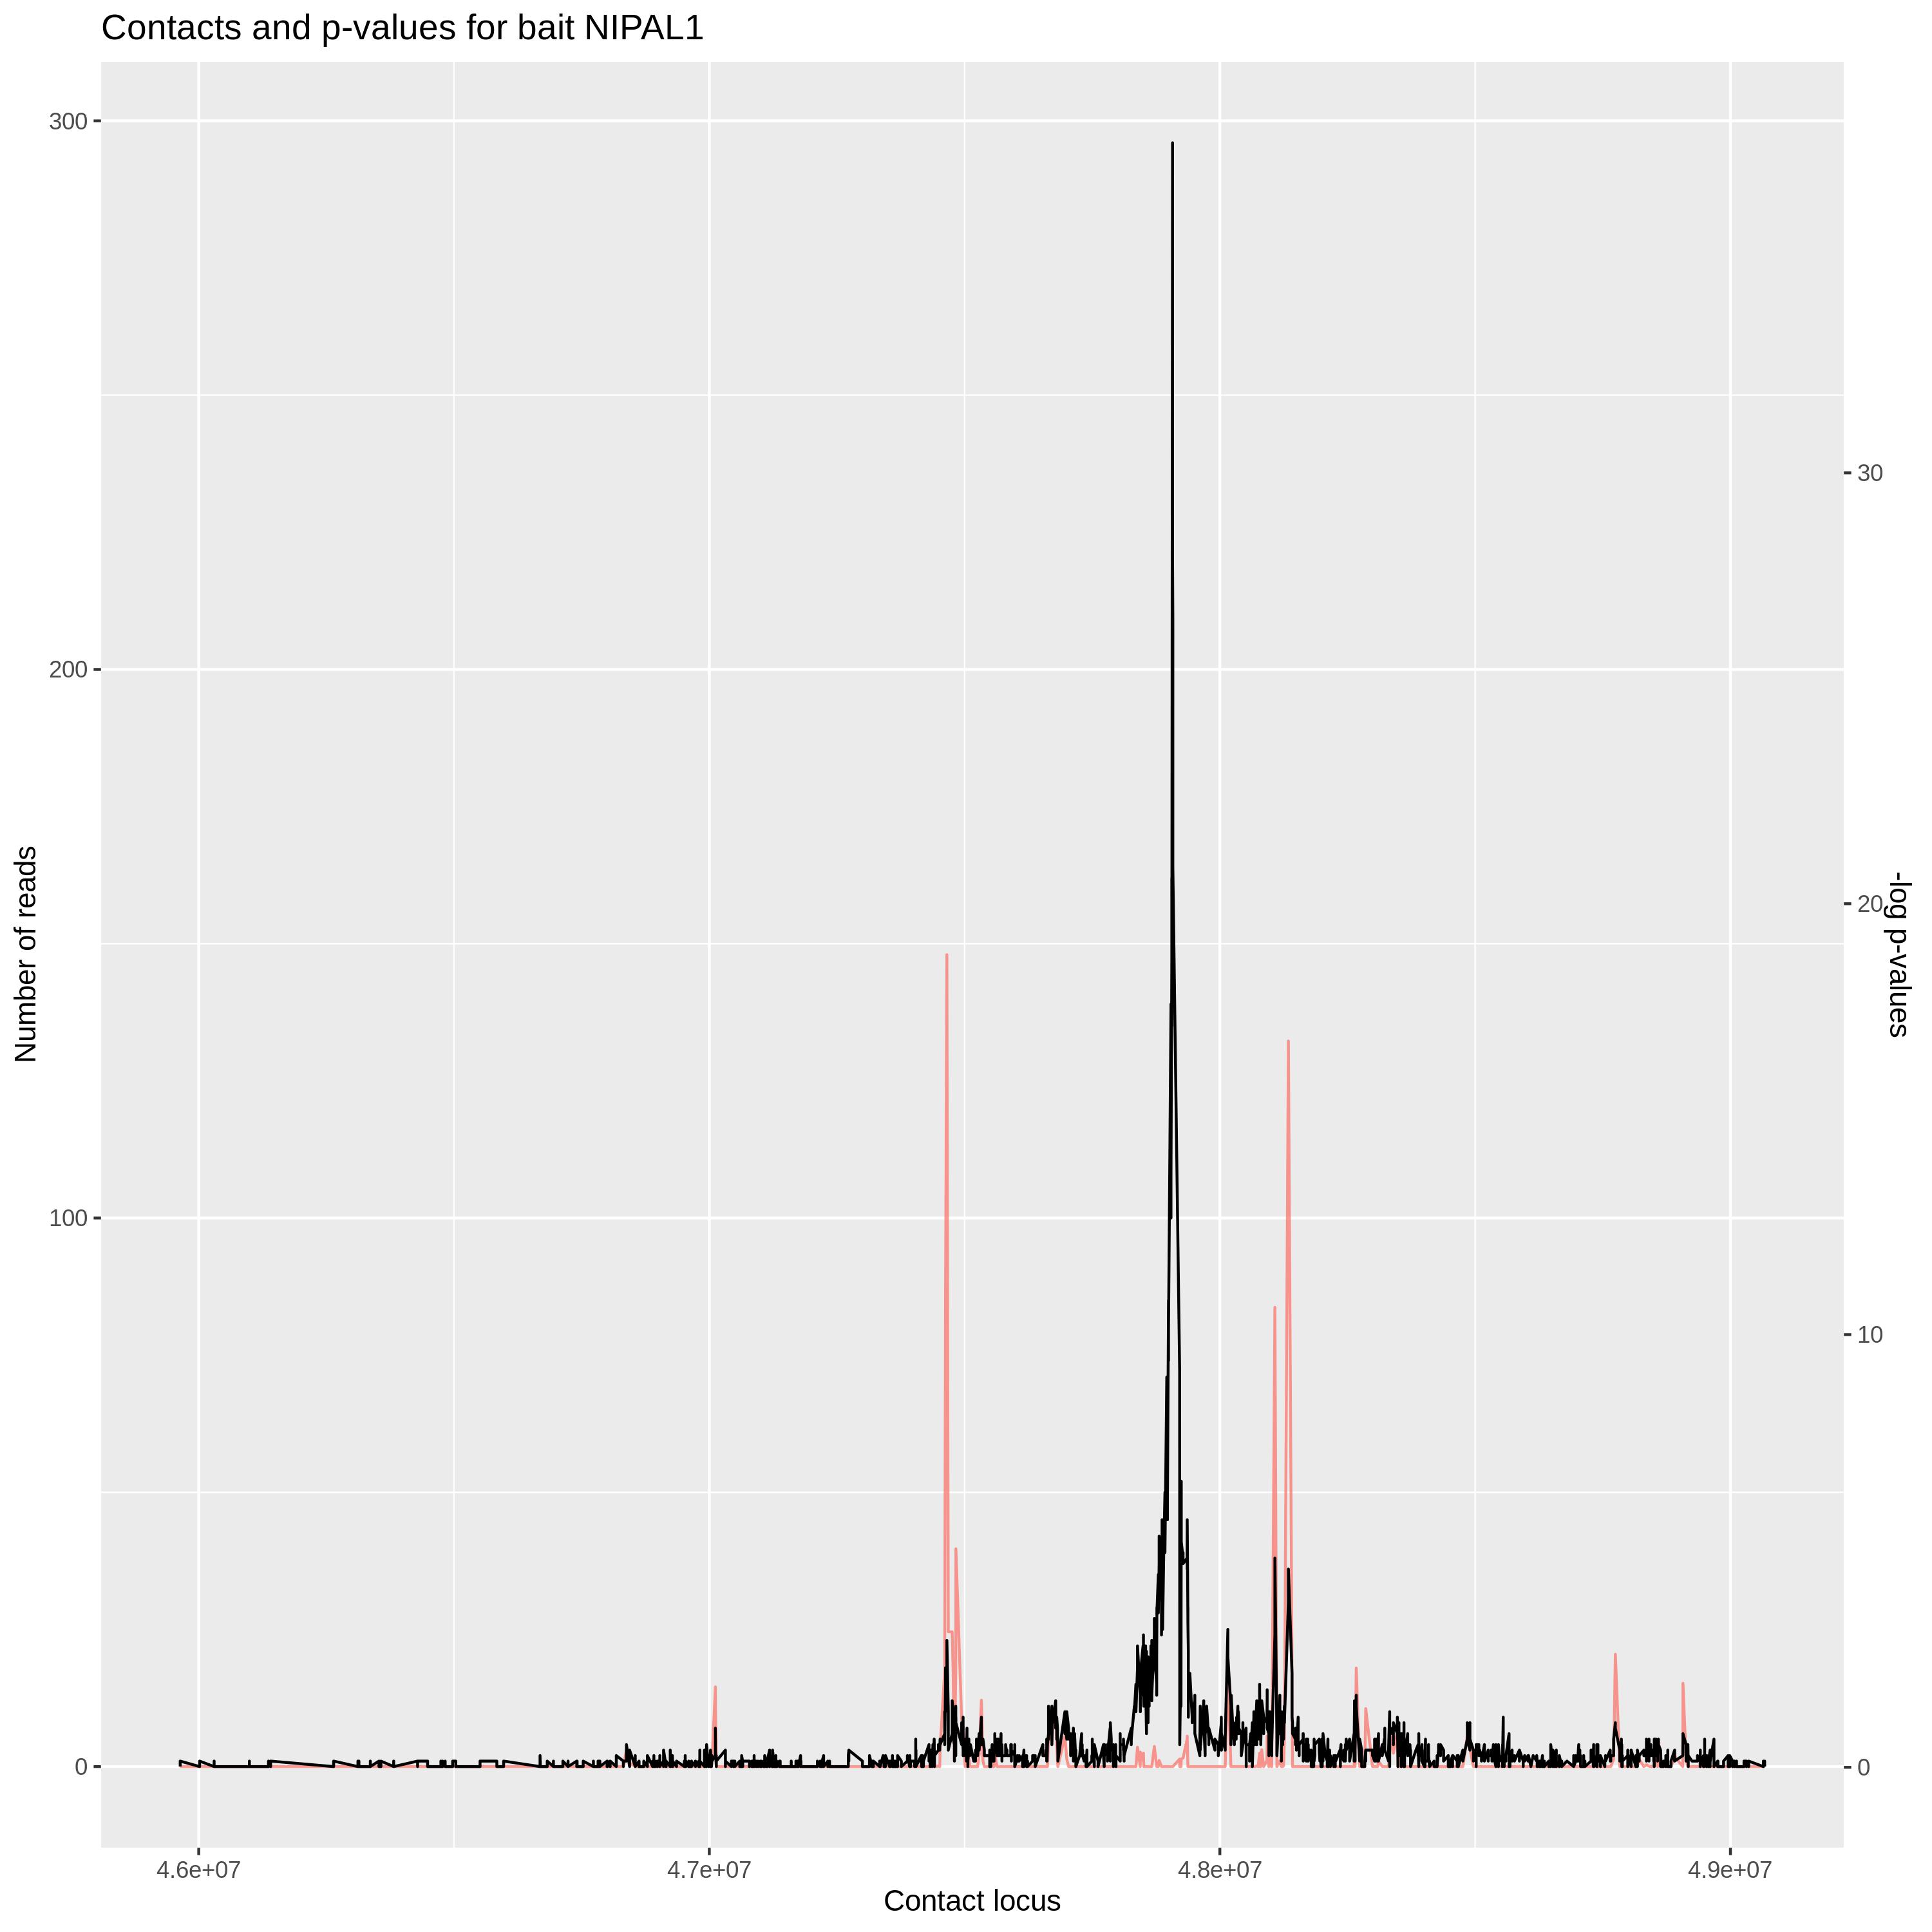 Contacts and p-values for bait NIPAL1
300
200
100
0
Number of reads
30
20
10
0
-log p-values
4.6e+07
4.7e+07
4.8e+07
4.9e+07
Contact locus